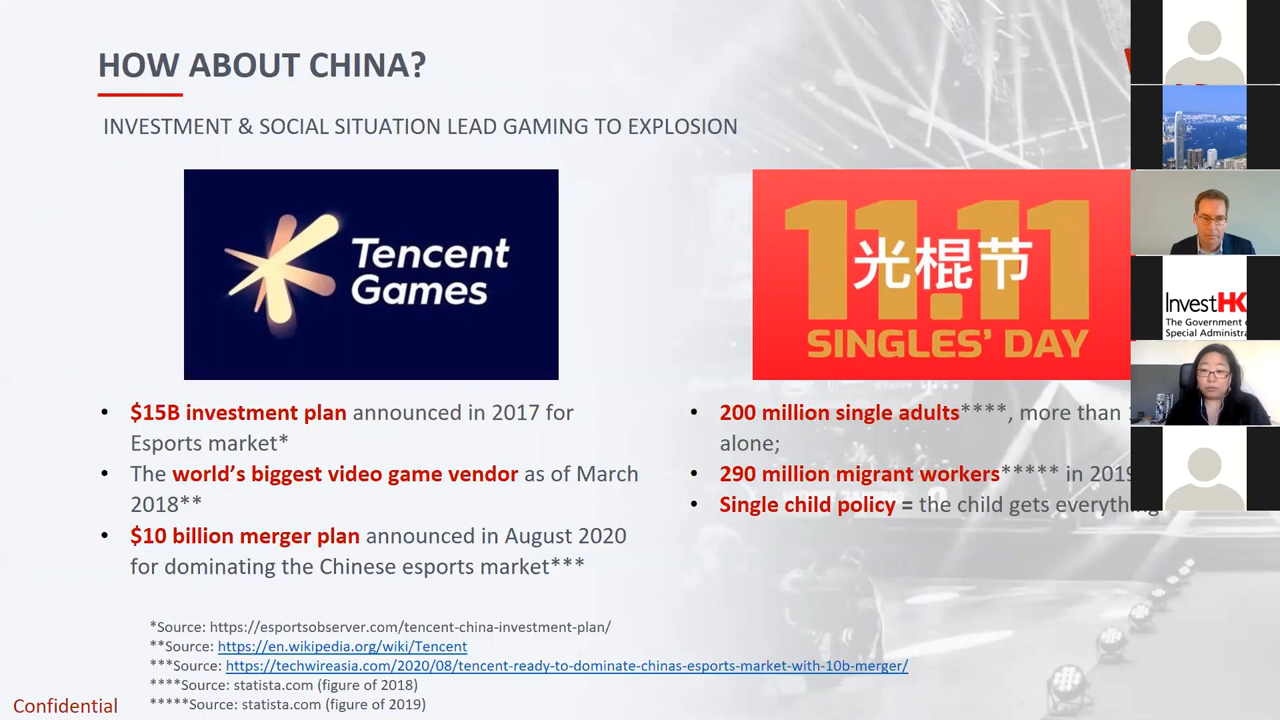 HOW ABOUT CHINA?
INVESTMENT & SOCIAL SITUATION LEAD GAMING TO EXPLOSION
Tencent
Games
11.11
光棍节
SINGLES' DAY
• $15B investment plan announced in 2017 for
Esports market*
• The world's biggest video game vendor as of March
2018**
• $10 billion merger plan announced in August 2020
for dominating the Chinese esports market***
• 200 million single adults****, more than
alone;
• 290 million migrant workers***** in 2019
• Single child policy = the child gets everything
InvestHK
The Government
Special Administra
*Source: https://esportsobserver.com/tencent-china-investment-plan/
**Source: https://en.wikipedia.org/wiki/Tencent
***Source: https://techwireasia.com/2020/08/tencent-ready-to-dominate-chinas-esports-market-with-10b-merger/
****Source: statista.com (figure of 2018)
*****Source: statista.com (figure of 2019)
Confidential